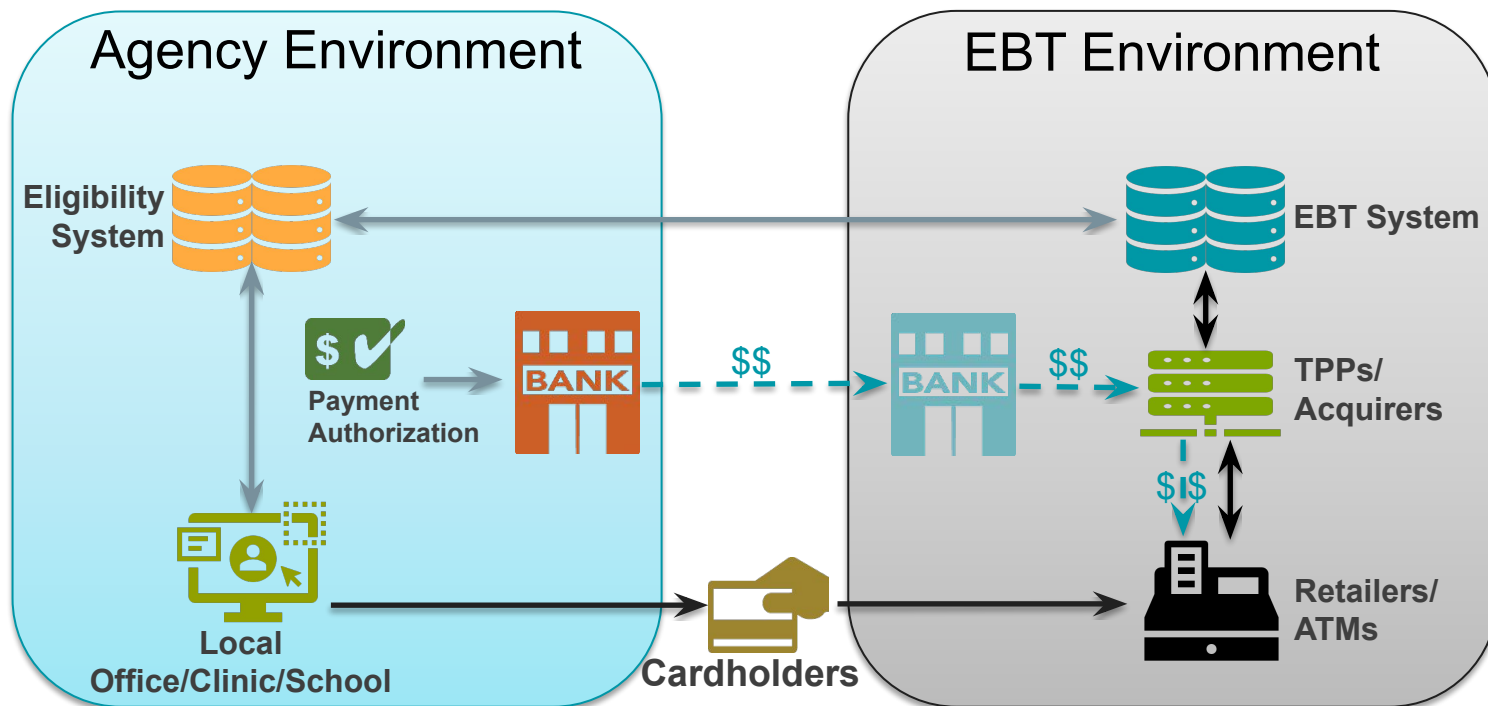 Agency Environment
EBT Environment
Eligibility
System
EBT System
$
Payment
Authorization
BANK
$$
BANK
$$
TPPs/
Acquirers
$$
Local
Office/Clinic/School
Cardholders
Retailers/
ATMs